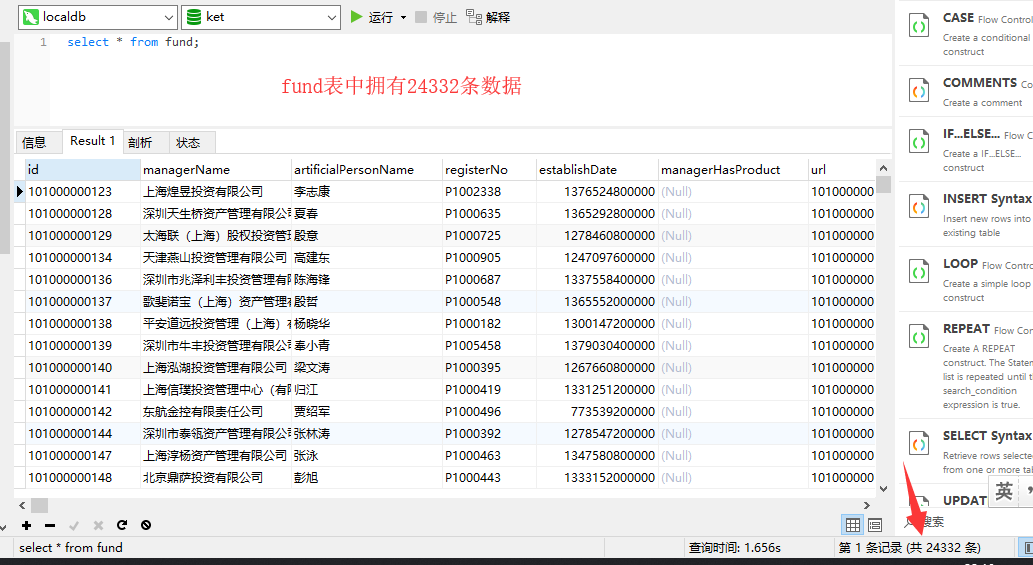 localdb ket 运行 停止 解释
1 select * from fund;
fund表中拥有24332条数据
信息 Result 1 剖析 状态
id managerName artificialPersonName registerNo establishDate managerHasProduct url
101000000123 上海煌昱投资有限公司 李志康 P1002338 1376524800000 (Null) 101000000
101000000128 深圳天生桥资产管理有限公司 夏春 P1000635 1365292800000 (Null) 101000000
101000000129 太海联（上海）股权投资管理 殷意 P1000725 1278460800000 (Null) 101000000
101000000134 天津燕山投资管理有限公司 高建东 P1000905 1247097600000 (Null) 101000000
101000000136 深圳市兆泽利丰投资管理有 陈海锋 P1000687 1337558400000 (Null) 101000000
101000000137 歌斐诺宝（上海）资产管理有 殷哲 P1000548 1365552000000 (Null) 101000000
101000000138 平安道远投资管理（上海）有 杨晓华 P1000182 1300147200000 (Null) 101000000
101000000139 深圳市牛丰投资管理有限公司 奉小青 P1005458 1379030400000 (Null) 101000000
101000000140 上海泓湖投资管理有限公司 梁文涛 P1000395 1267660800000 (Null) 101000000
101000000141 上海信璞投资管理中心（有 归江 P1000419 1331251200000 (Null) 101000000
101000000142 东航金控有限责任公司 贾绍军 P1000496 773539200000 (Null) 101000000
101000000144 深圳市泰瓴资产管理有限公司 张林涛 P1000392 1278547200000 (Null) 101000000
101000000147 上海淳杨资产管理有限公司 张泳 P1000463 1347580800000 (Null) 101000000
101000000148 北京鼎萨投资有限公司 彭旭 P1000443 1333152000000 (Null) 101000000
select * from fund 查询时间: 1.656s 第 1 条记录 (共 24332 条)
CASE Flow Control
Create a conditional
construct
COMMENTS Co
Create a comment
IF...ELSE... Flow C
Create a IF...ELSE...
construct
INSERT Syntax
Insert new rows into
existing table
LOOP Flow Contro
Create a simple loop
construct
REPEAT Flow Con
Create A REPEAT
construct. The Statem
list is repeated until t
search_condition
expression is true.
SELECT Syntax
Retrieve rows selected
from one or more tab
UPDAT
英
搜索